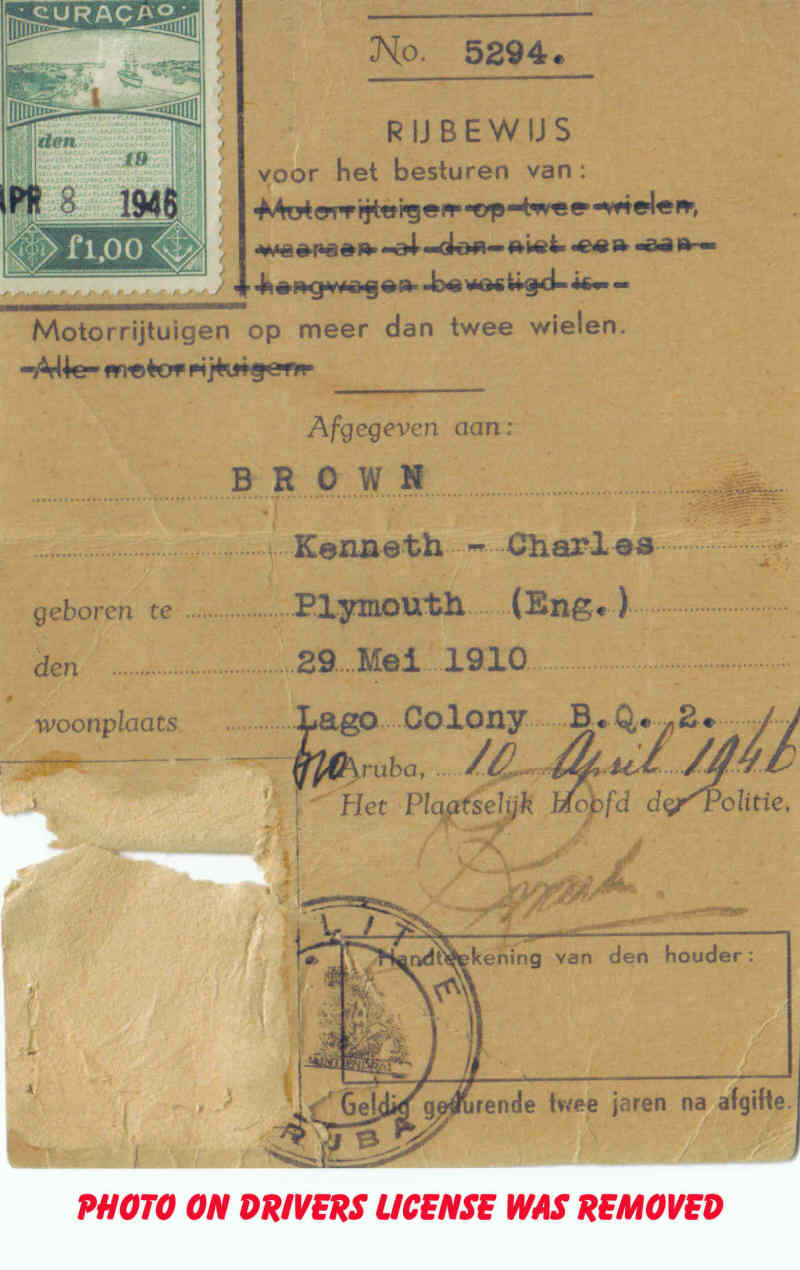 CURAÇAO
No. 5294.
den
19
APR 8 1946
f1,00
RIJBEWIJS
voor het besturen van:
Motorrijtuigen op twee wielen,
waaraan al dan niet een aan-
hangwagen bevestigd is.
Motorrijtuigen op meer dan twee wielen.
Alle motorrijtuigen
Afgegeven aan:
BROWN
Kenneth - Charles
geboren te Plymouth (Eng.)
den 29 Mei 1910
woonplaats Lago Colony B.Q. 2.
Aruba, 10 April 1946
Het Plaatselijk Hoofd der Politie,
LITIE
Handteekening van den houder:
Geldig gedurende twee jaren na afgifte.
RUBA
PHOTO ON DRIVERS LICENSE WAS REMOVED